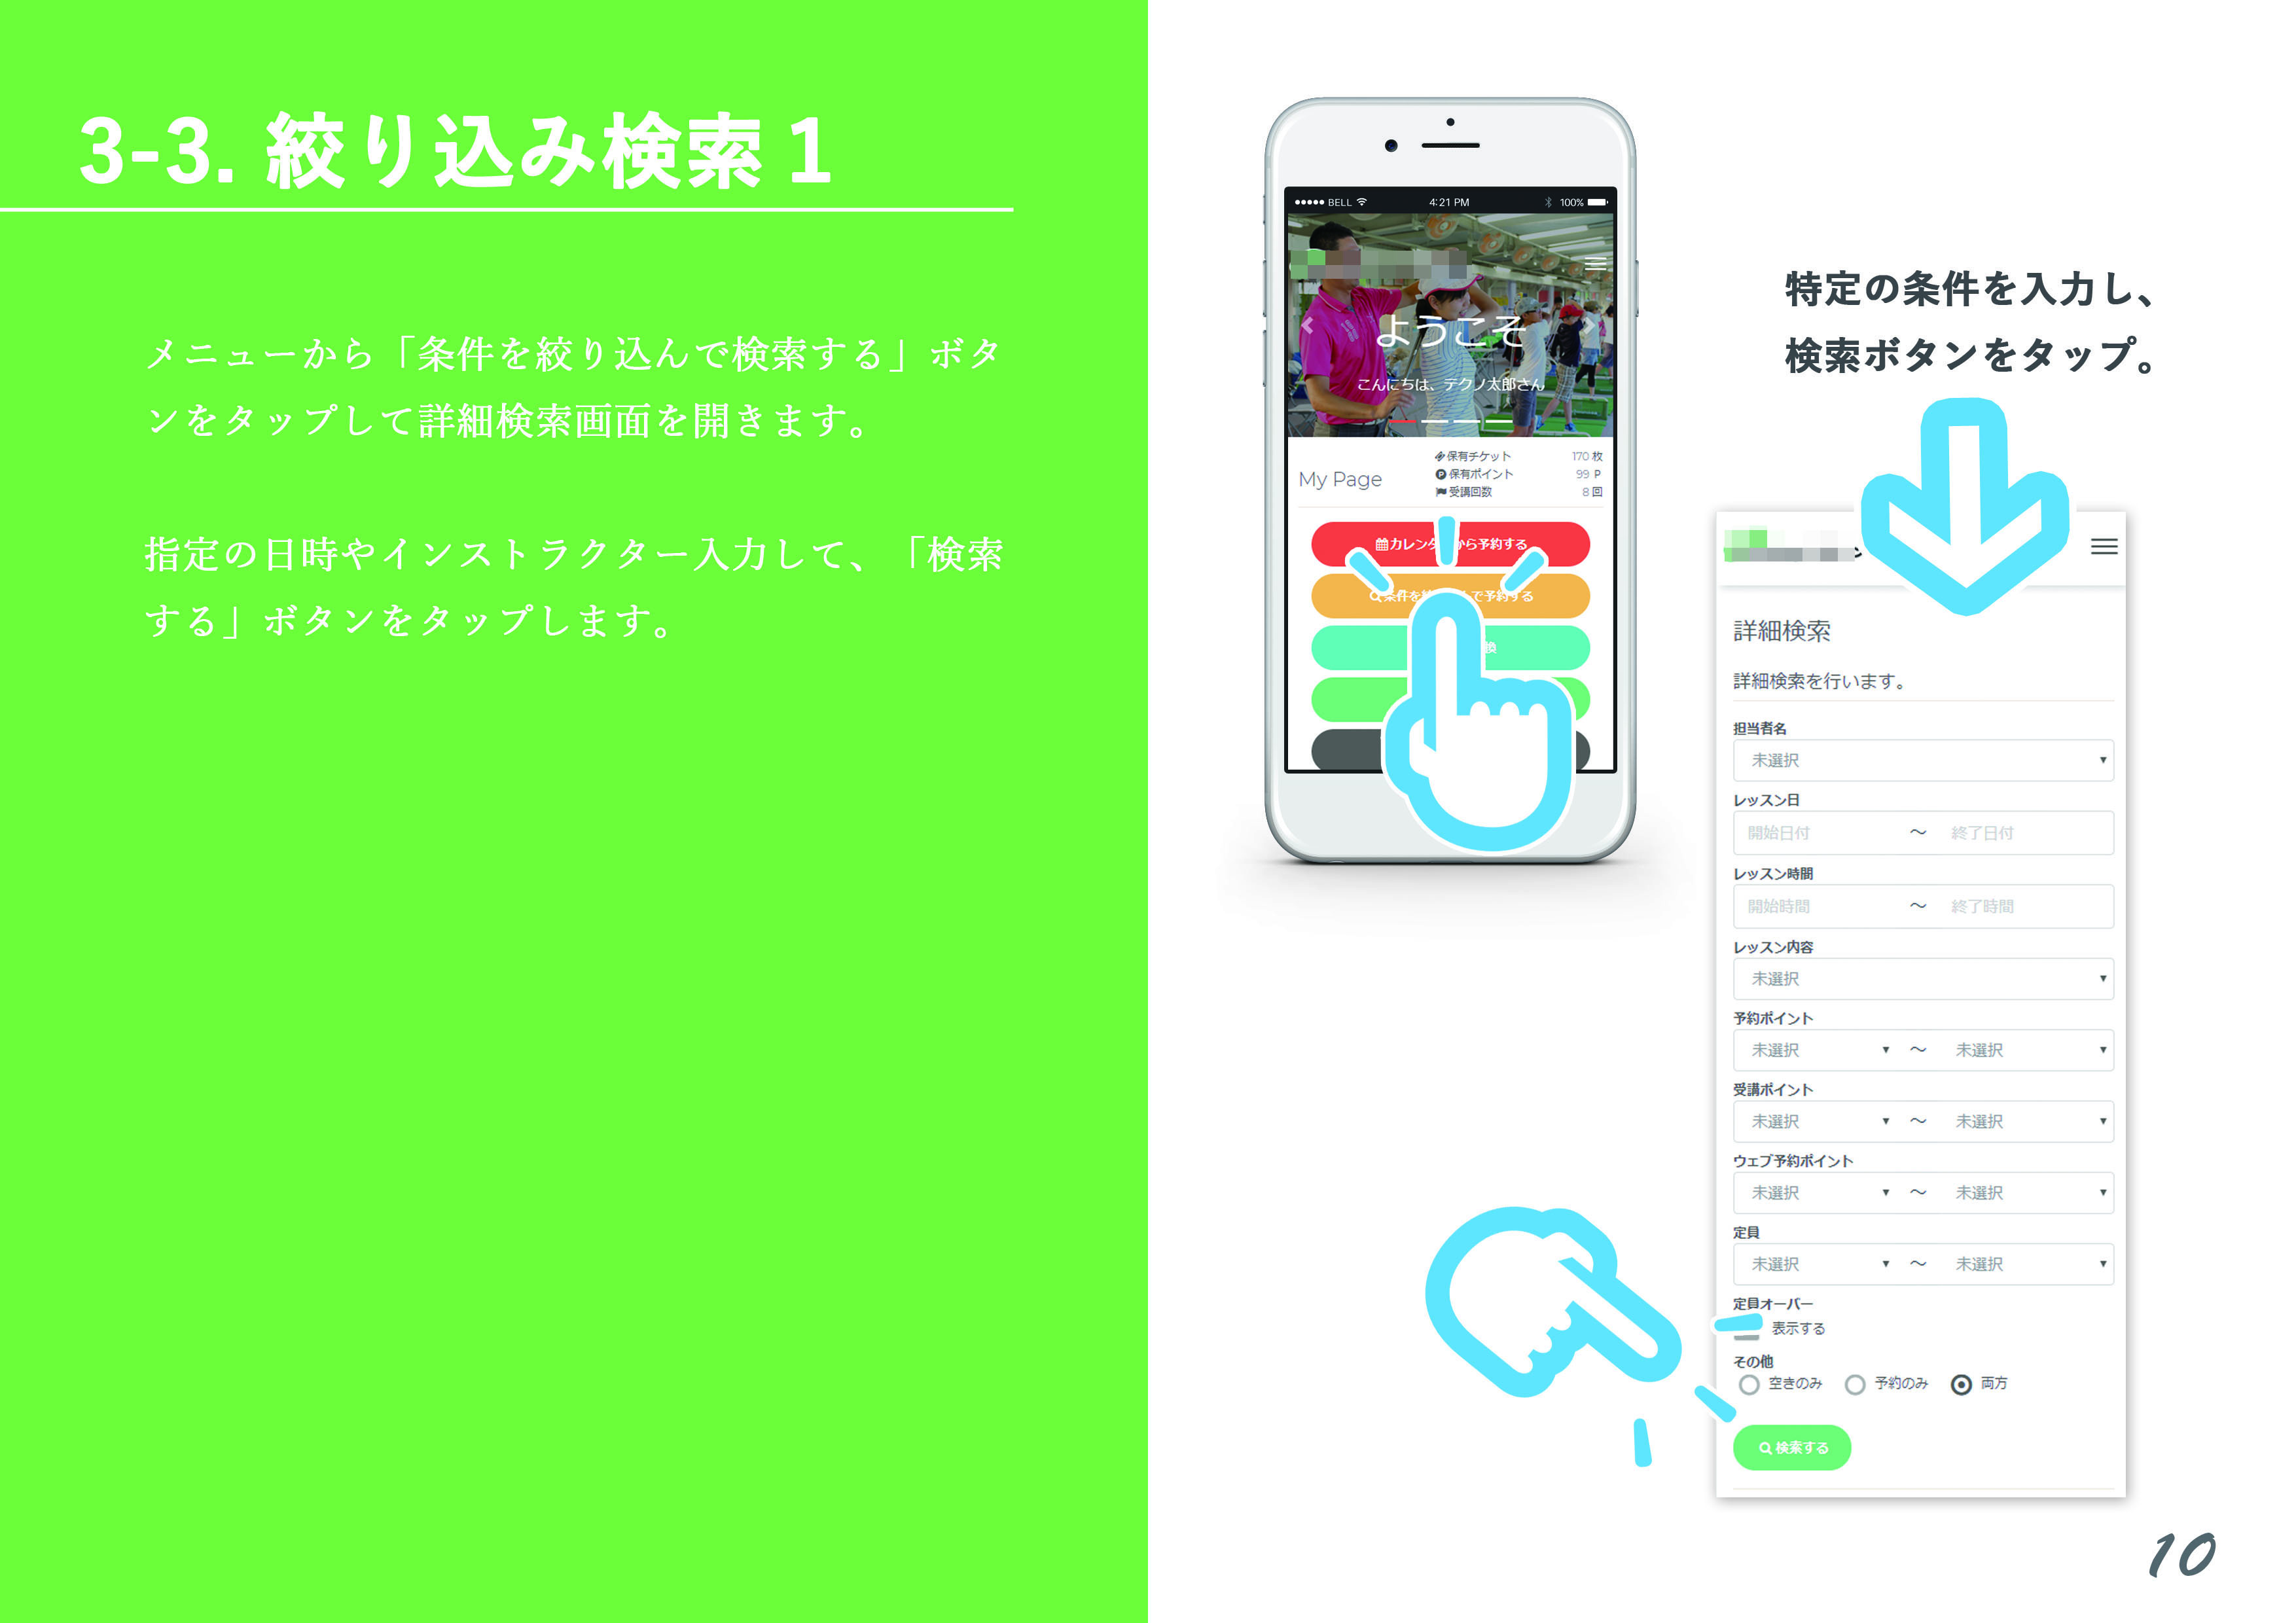 3-3. 絞り込み検索 1
メニューから「条件を絞り込んで検索する」ボタ
ンをタップして詳細検索画面を開きます。
指定の日時やインストラクター入力して、「検索
する」ボタンをタップします。
BELL 4:21 PM 100%
ようこそ
こんにちは、テクノ太郎さん
My Page
保有チケット 170 枚
保有ポイント 99 P
受講回数 8 回
カレン から予約する
条件を で予約する
換
特定の条件を入力し、
検索ボタンをタップ。
詳細検索
詳細検索を行います。
担当者名
未選択
レッスン日
開始日付 〜 終了日付
レッスン時間
開始時間 〜 終了時間
レッスン内容
未選択
予約ポイント
未選択 〜 未選択
受講ポイント
未選択 〜 未選択
ウェブ予約ポイント
未選択 〜 未選択
定員
未選択 〜 未選択
定員オーバー
表示する
その他
空きのみ 予約のみ 両方
検索する
10